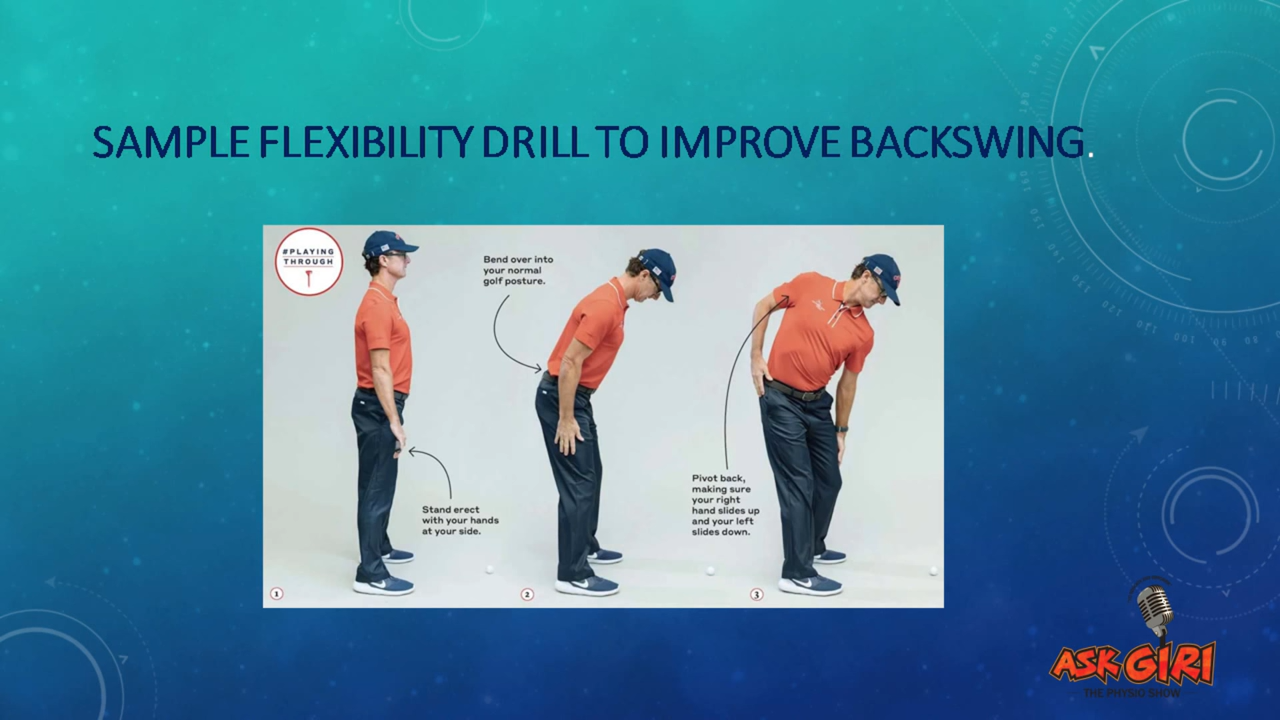 SAMPLE FLEXIBILITY DRILL TO IMPROVE BACKSWING.
#PLAYING
THROUGH
Stand erect
with your hands
at your side.
1
Bend over into
your normal
golf posture.
2
Pivot back,
making sure
your right
hand slides up
and your left
slides down.
3
ASK GIRI
THE PHYSIO SHOW